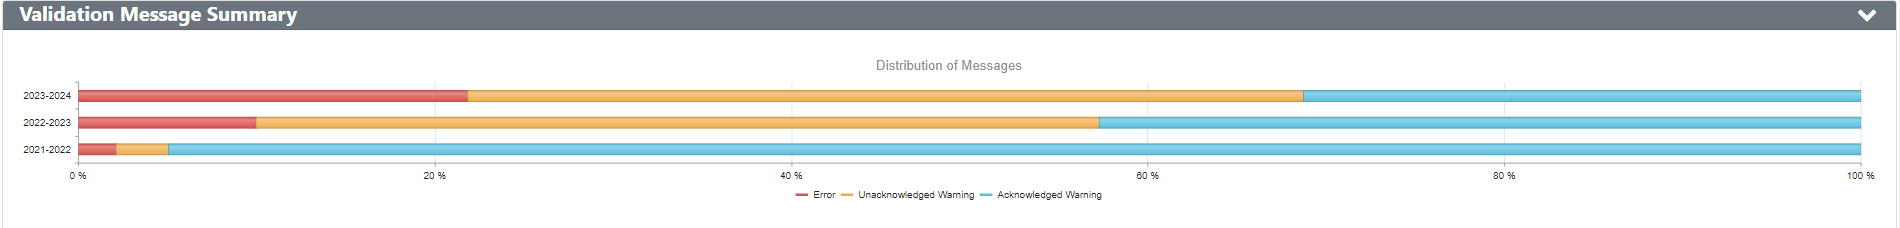 Validation Message Summary
Distribution of Messages
2023-2024
2022-2023
2021-2022
0 % 20 % 40 % 60 % 80 % 100 %
Error Unacknowledged Warning Acknowledged Warning